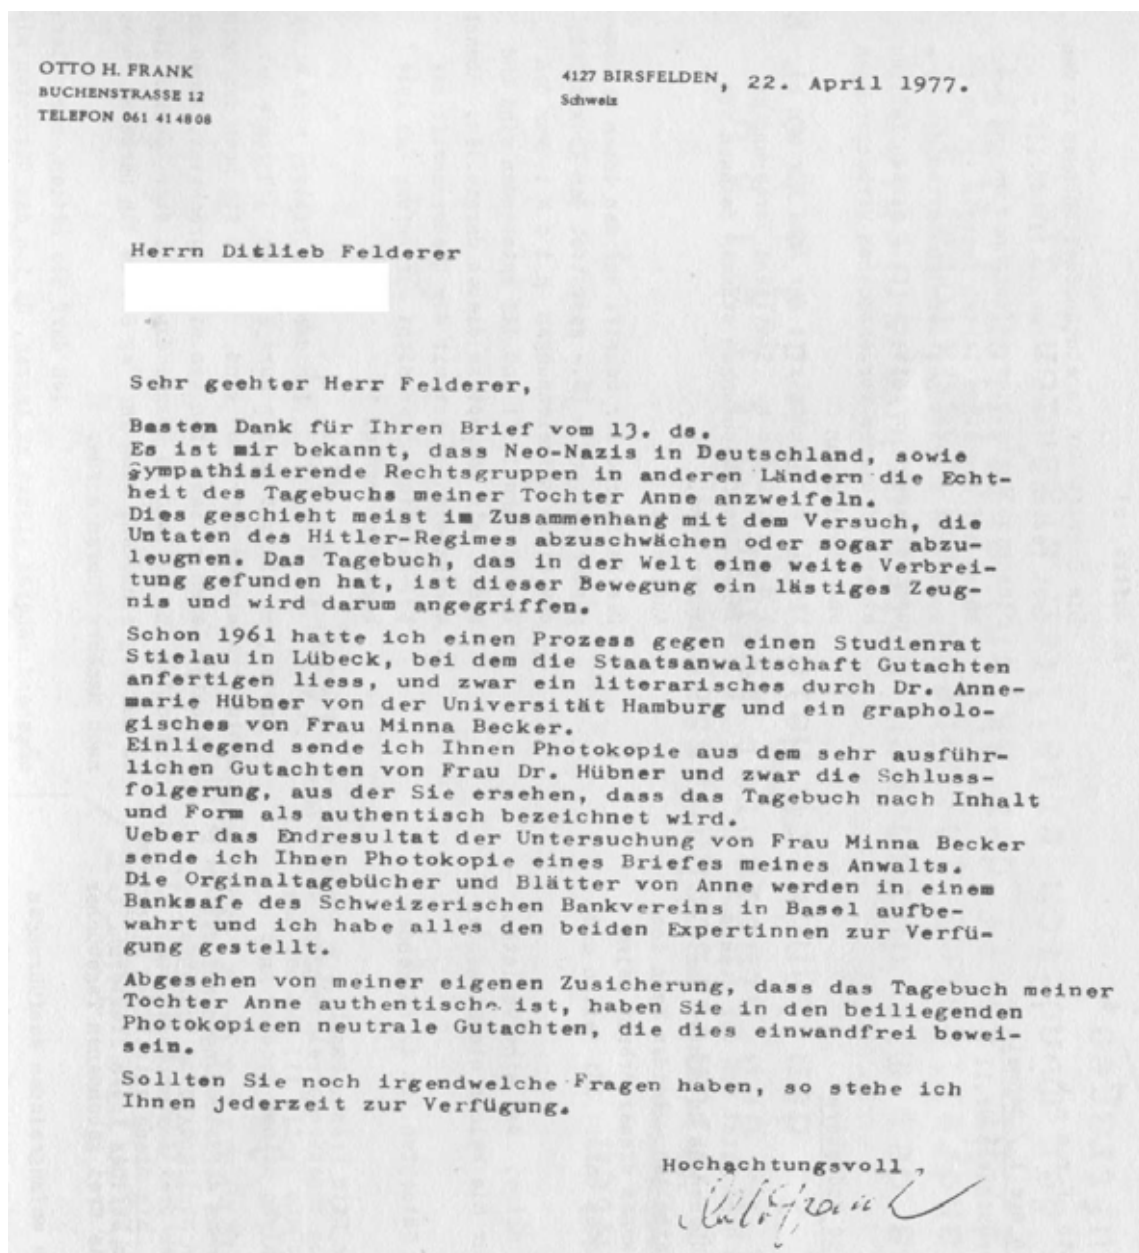 OTTO H. FRANK
BUCHENSTRASSE 12
TELEFON 061 41 48 08
4127 BIRSFELDEN, 22. April 1977.
Schweiz
Herrn Ditlieb Felderer
Sehr geehter Herr Felderer,
Besten Dank für Ihren Brief vom 13. ds.
Es ist mir bekannt, dass Neo-Nazis in Deutschland, sowie
sympathisierende Rechtsgruppen in anderen Ländern die Echt-
heit des Tagebuchs meiner Tochter Anne anzweifeln.
Dies geschieht meist im Zusammenhang mit dem Versuch, die
Untaten des Hitler-Regimes abzuschwächen oder sogar abzu-
leugnen. Das Tagebuch, das in der Welt eine weite Verbrei-
tung gefunden hat, ist dieser Bewegung ein lästiges Zeug-
nis und wird darum angegriffen.
Schon 1961 hatte ich einen Prozess gegen einen Studienrat
Stielau in Lübeck, bei dem die Staatsanwaltschaft Gutachten
anfertigen liess, und zwar ein literarisches durch Dr. Anne-
marie Hübner von der Universität Hamburg und ein grapholo-
gisches von Frau Minna Becker.
Einliegend sende ich Ihnen Photokopie aus dem sehr ausführ-
lichen Gutachten von Frau Dr. Hübner und zwar die Schluss-
folgerung, aus der Sie ersehen, dass das Tagebuch nach Inhalt
und Form als authentisch bezeichnet wird.
Ueber das Endresultat der Untersuchung von Frau Minna Becker
sende ich Ihnen Photokopie eines Briefes meines Anwalts.
Die Orginaltagebücher und Blätter von Anne werden in einem
Banksafe des Schweizerischen Bankvereins in Basel aufbe-
wahrt und ich habe alles den beiden Expertinnen zur Verfü-
gung gestellt.
Abgesehen von meiner eigenen Zusicherung, dass das Tagebuch meiner
Tochter Anne authentisch ist, haben Sie in den beiliegenden
Photokopieen neutrale Gutachten, die dies einwandfrei bewei-
sein.
Sollten Sie noch irgendwelche Fragen haben, so stehe ich
Ihnen jederzeit zur Verfügung.
Hochachtungsvoll,